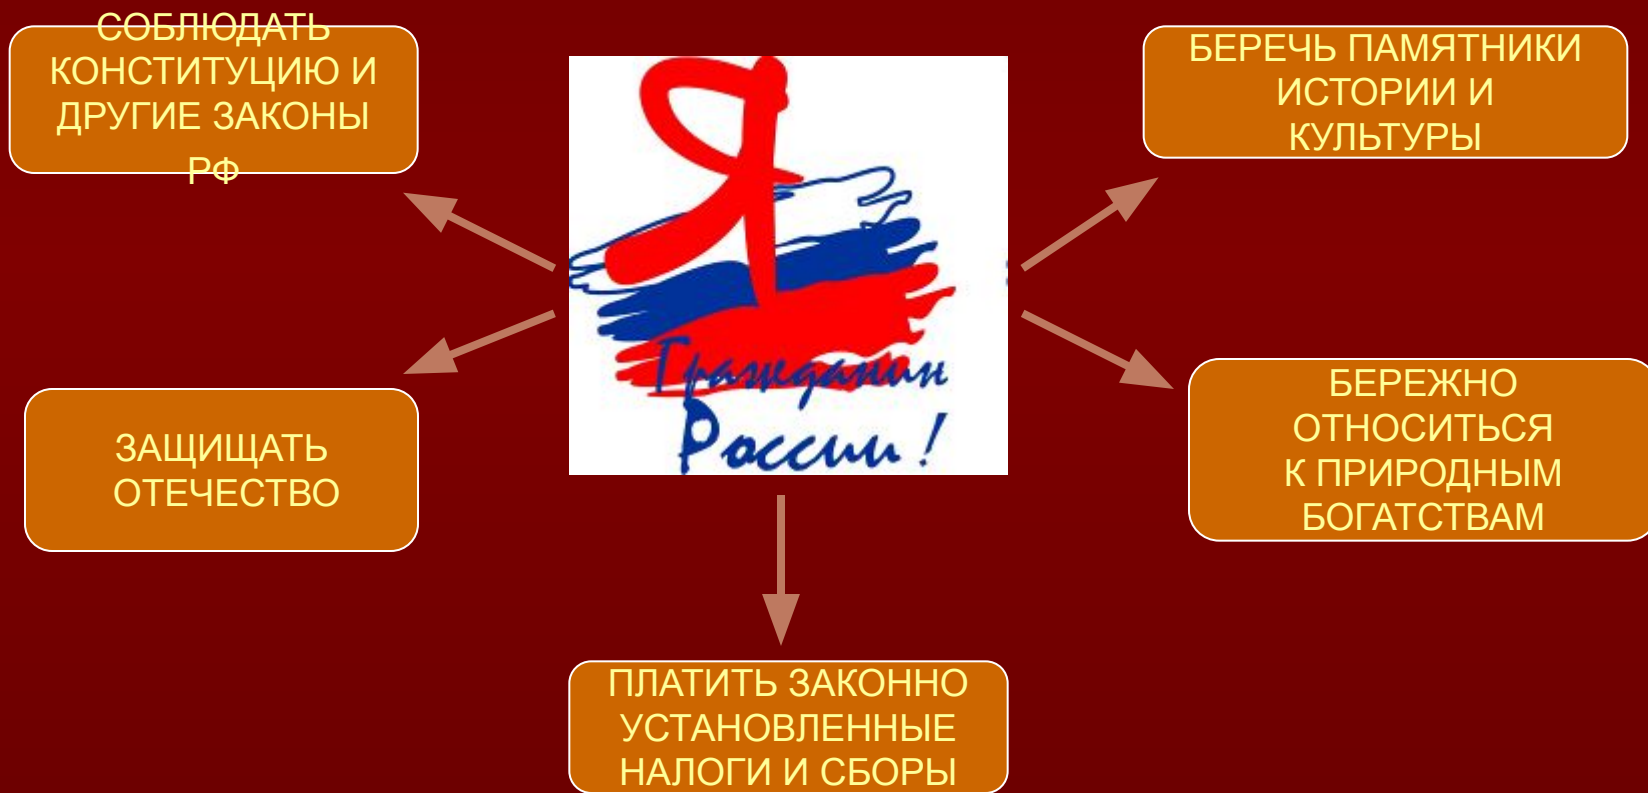 СОБЛЮДАТЬ
КОНСТИТУЦИЮ И
ДРУГИЕ ЗАКОНЫ
РФ
БЕРЕЧЬ ПАМЯТНИКИ
ИСТОРИИ И
КУЛЬТУРЫ
Я
Гражданин
России!
ЗАЩИЩАТЬ
ОТЕЧЕСТВО
БЕРЕЖНО
ОТНОСИТЬСЯ
К ПРИРОДНЫМ
БОГАТСТВАМ
ПЛАТИТЬ ЗАКОННО
УСТАНОВЛЕННЫЕ
НАЛОГИ И СБОРЫ